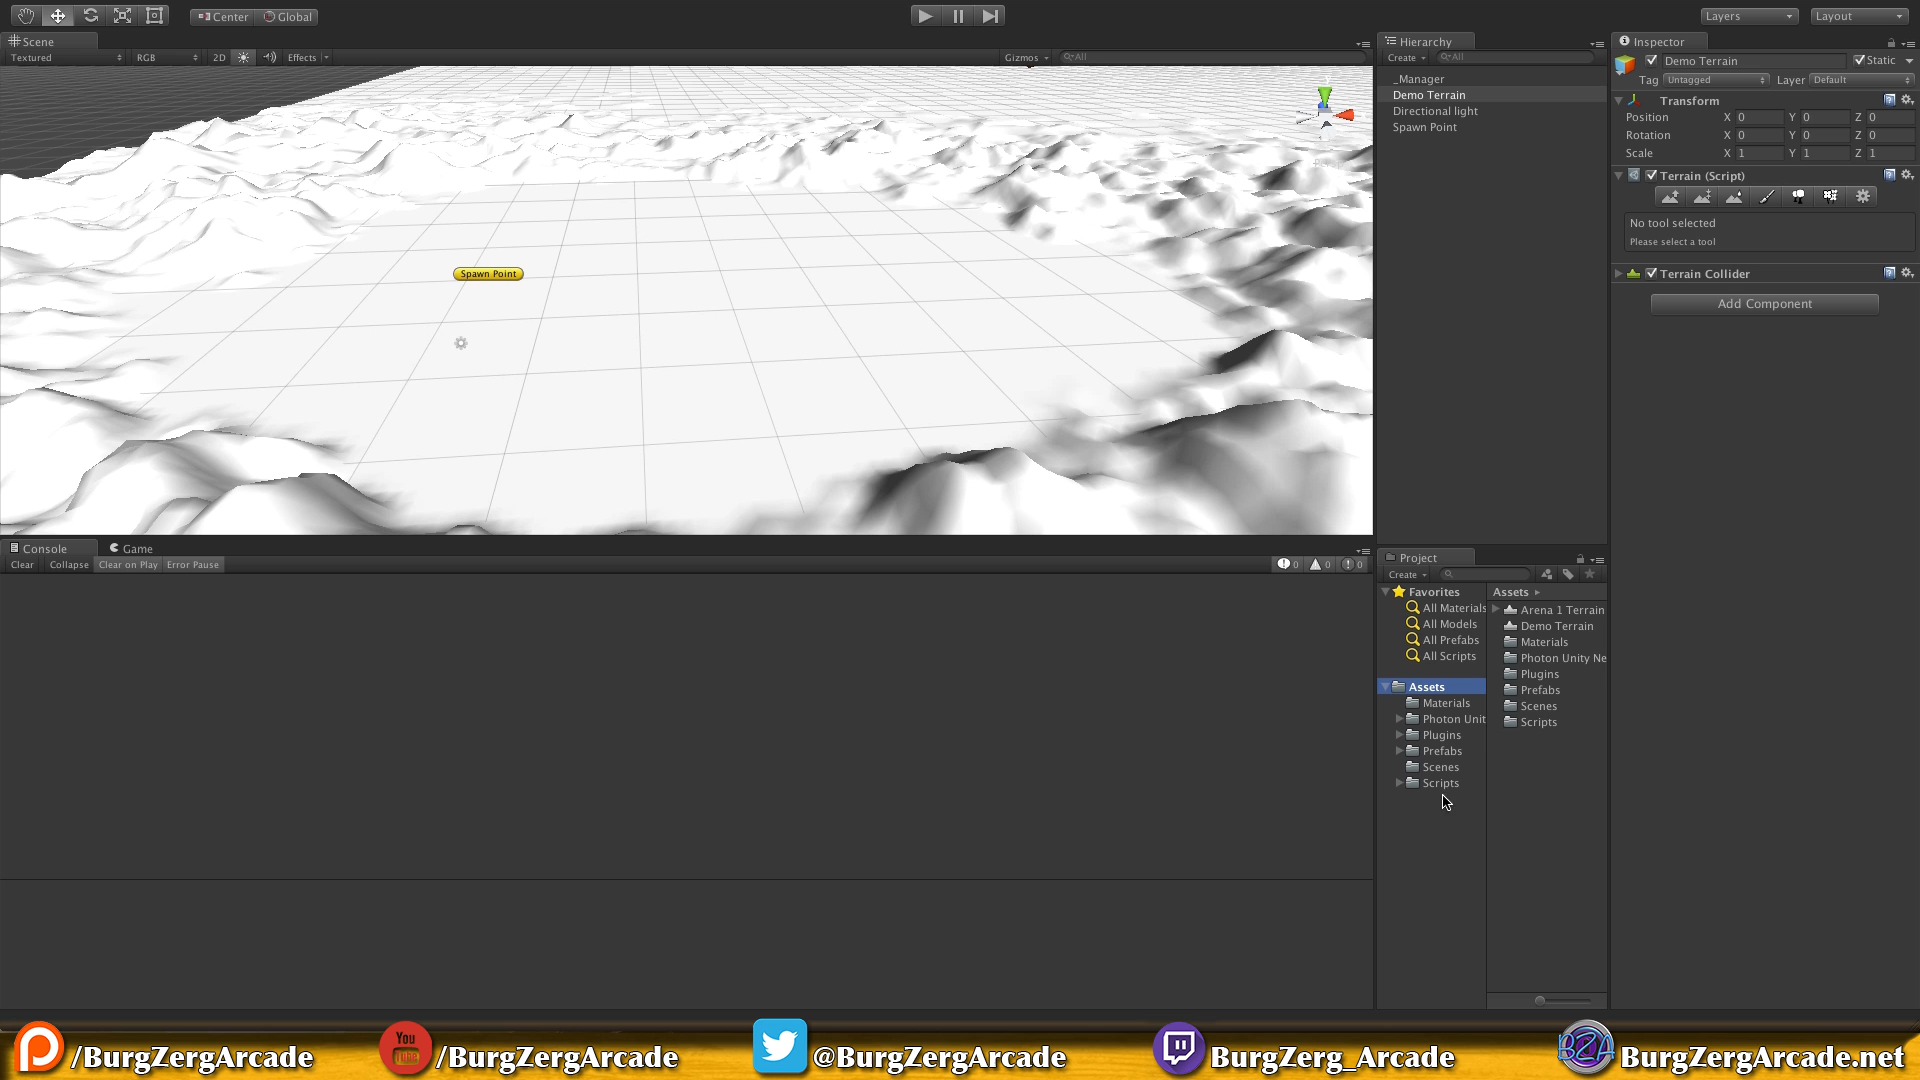 Center
Global
Layers
Layout
Scene
Textured
RGB
2D
Effects
Gizmos
All
Spawn Point
Hierarchy
Create
All
_Manager
Demo Terrain
Directional light
Spawn Point
Inspector
Demo Terrain
Static
Tag
Untagged
Layer
Default
Transform
Position
X 0
Y 0
Z 0
Rotation
X 0
Y 0
Z 0
Scale
X 1
Y 1
Z 1
Terrain (Script)
No tool selected
Please select a tool
Terrain Collider
Add Component
Console
Game
Clear
Collapse
Clear on Play
Error Pause
0
0
0
Project
Create
Favorites
All Materials
All Models
All Prefabs
All Scripts
Assets
Materials
Photon Unit
Plugins
Prefabs
Scenes
Scripts
Assets
Arena 1 Terrain
Demo Terrain
Materials
Photon Unity Ne
Plugins
Prefabs
Scenes
Scripts
/BurgZergArcade
You
Tube
/BurgZergArcade
@BurgZergArcade
BurgZerg_Arcade
BZA
BurgZergArcade.net